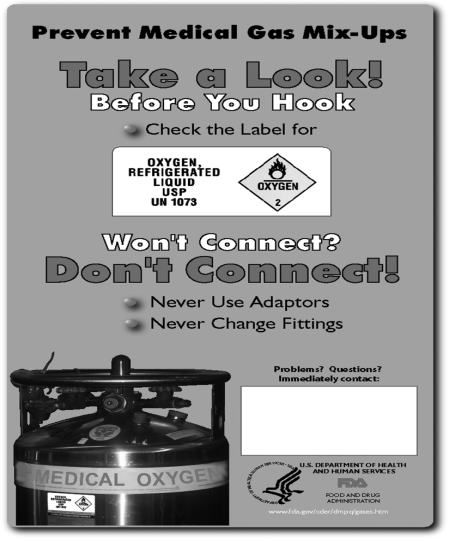 Prevent Medical Gas Mix-Ups
Take a Look!
Before You Hook
Check the Label for
OXYGEN,
REFRIGERATED
LIQUID
USP
UN 1073
OXYGEN
2
Won't Connect?
Don't Connect!
Never Use Adaptors
Never Change Fittings
Problems? Questions?
Immediately contact:
MEDICAL OXYGEN
U.S. DEPARTMENT OF HEALTH
AND HUMAN SERVICES
FDA
FOOD AND DRUG
ADMINISTRATION
www.fda.gov/cder/dmpq/gases.htm